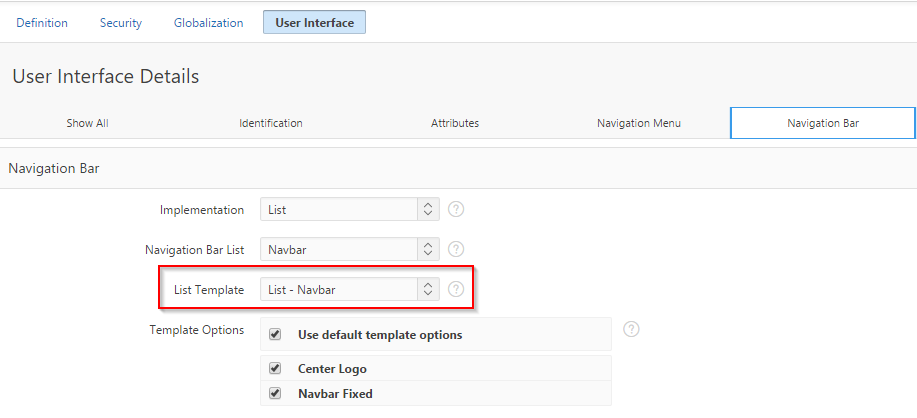 Definition Security Globalization User Interface
User Interface Details
Show All Identification Attributes Navigation Menu Navigation Bar
Navigation Bar
Implementation List ?
Navigation Bar List Navbar ?
List Template List - Navbar ?
Template Options Use default template options ?
Center Logo
Navbar Fixed